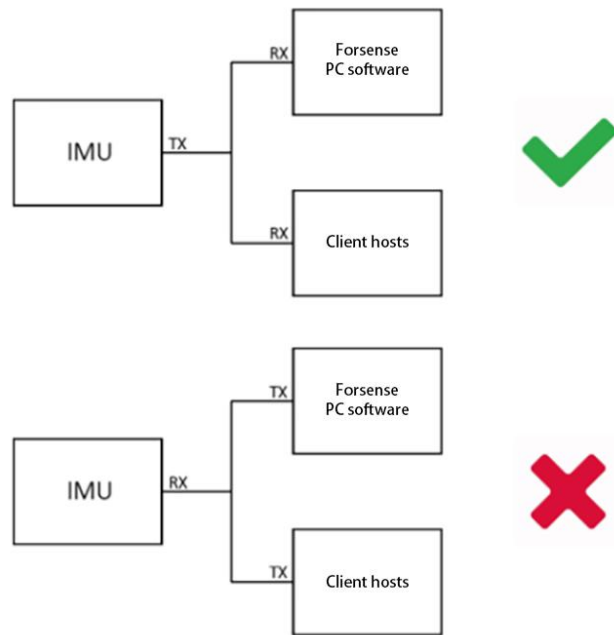 RX
Forsense
PC software
IMU
TX
RX
Client hosts
TX
Forsense
PC software
IMU
RX
TX
Client hosts